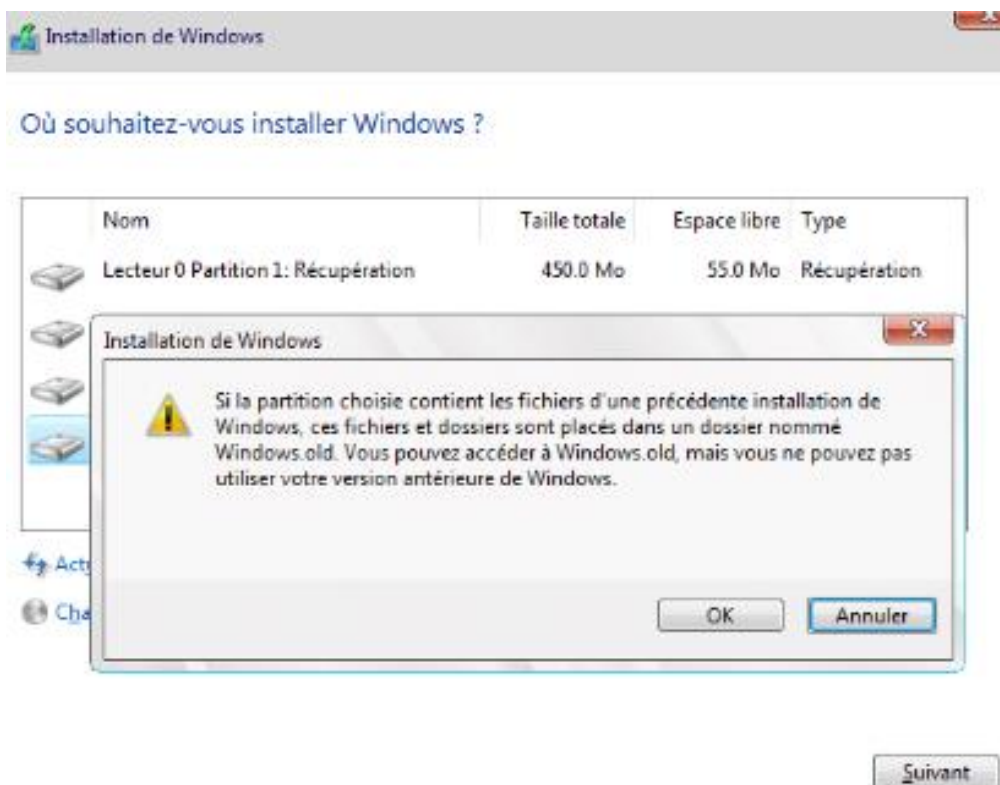 Installation de Windows
Où souhaitez-vous installer Windows ?
Nom Taille totale Espace libre Type
Lecteur 0 Partition 1: Récupération 450.0 Mo 55.0 Mo Récupération
Installation de Windows
Si la partition choisie contient les fichiers d'une précédente installation de
Windows, ces fichiers et dossiers sont placés dans un dossier nommé
Windows.old. Vous pouvez accéder à Windows.old, mais vous ne pouvez pas
utiliser votre version antérieure de Windows.
OK Annuler
Suivant